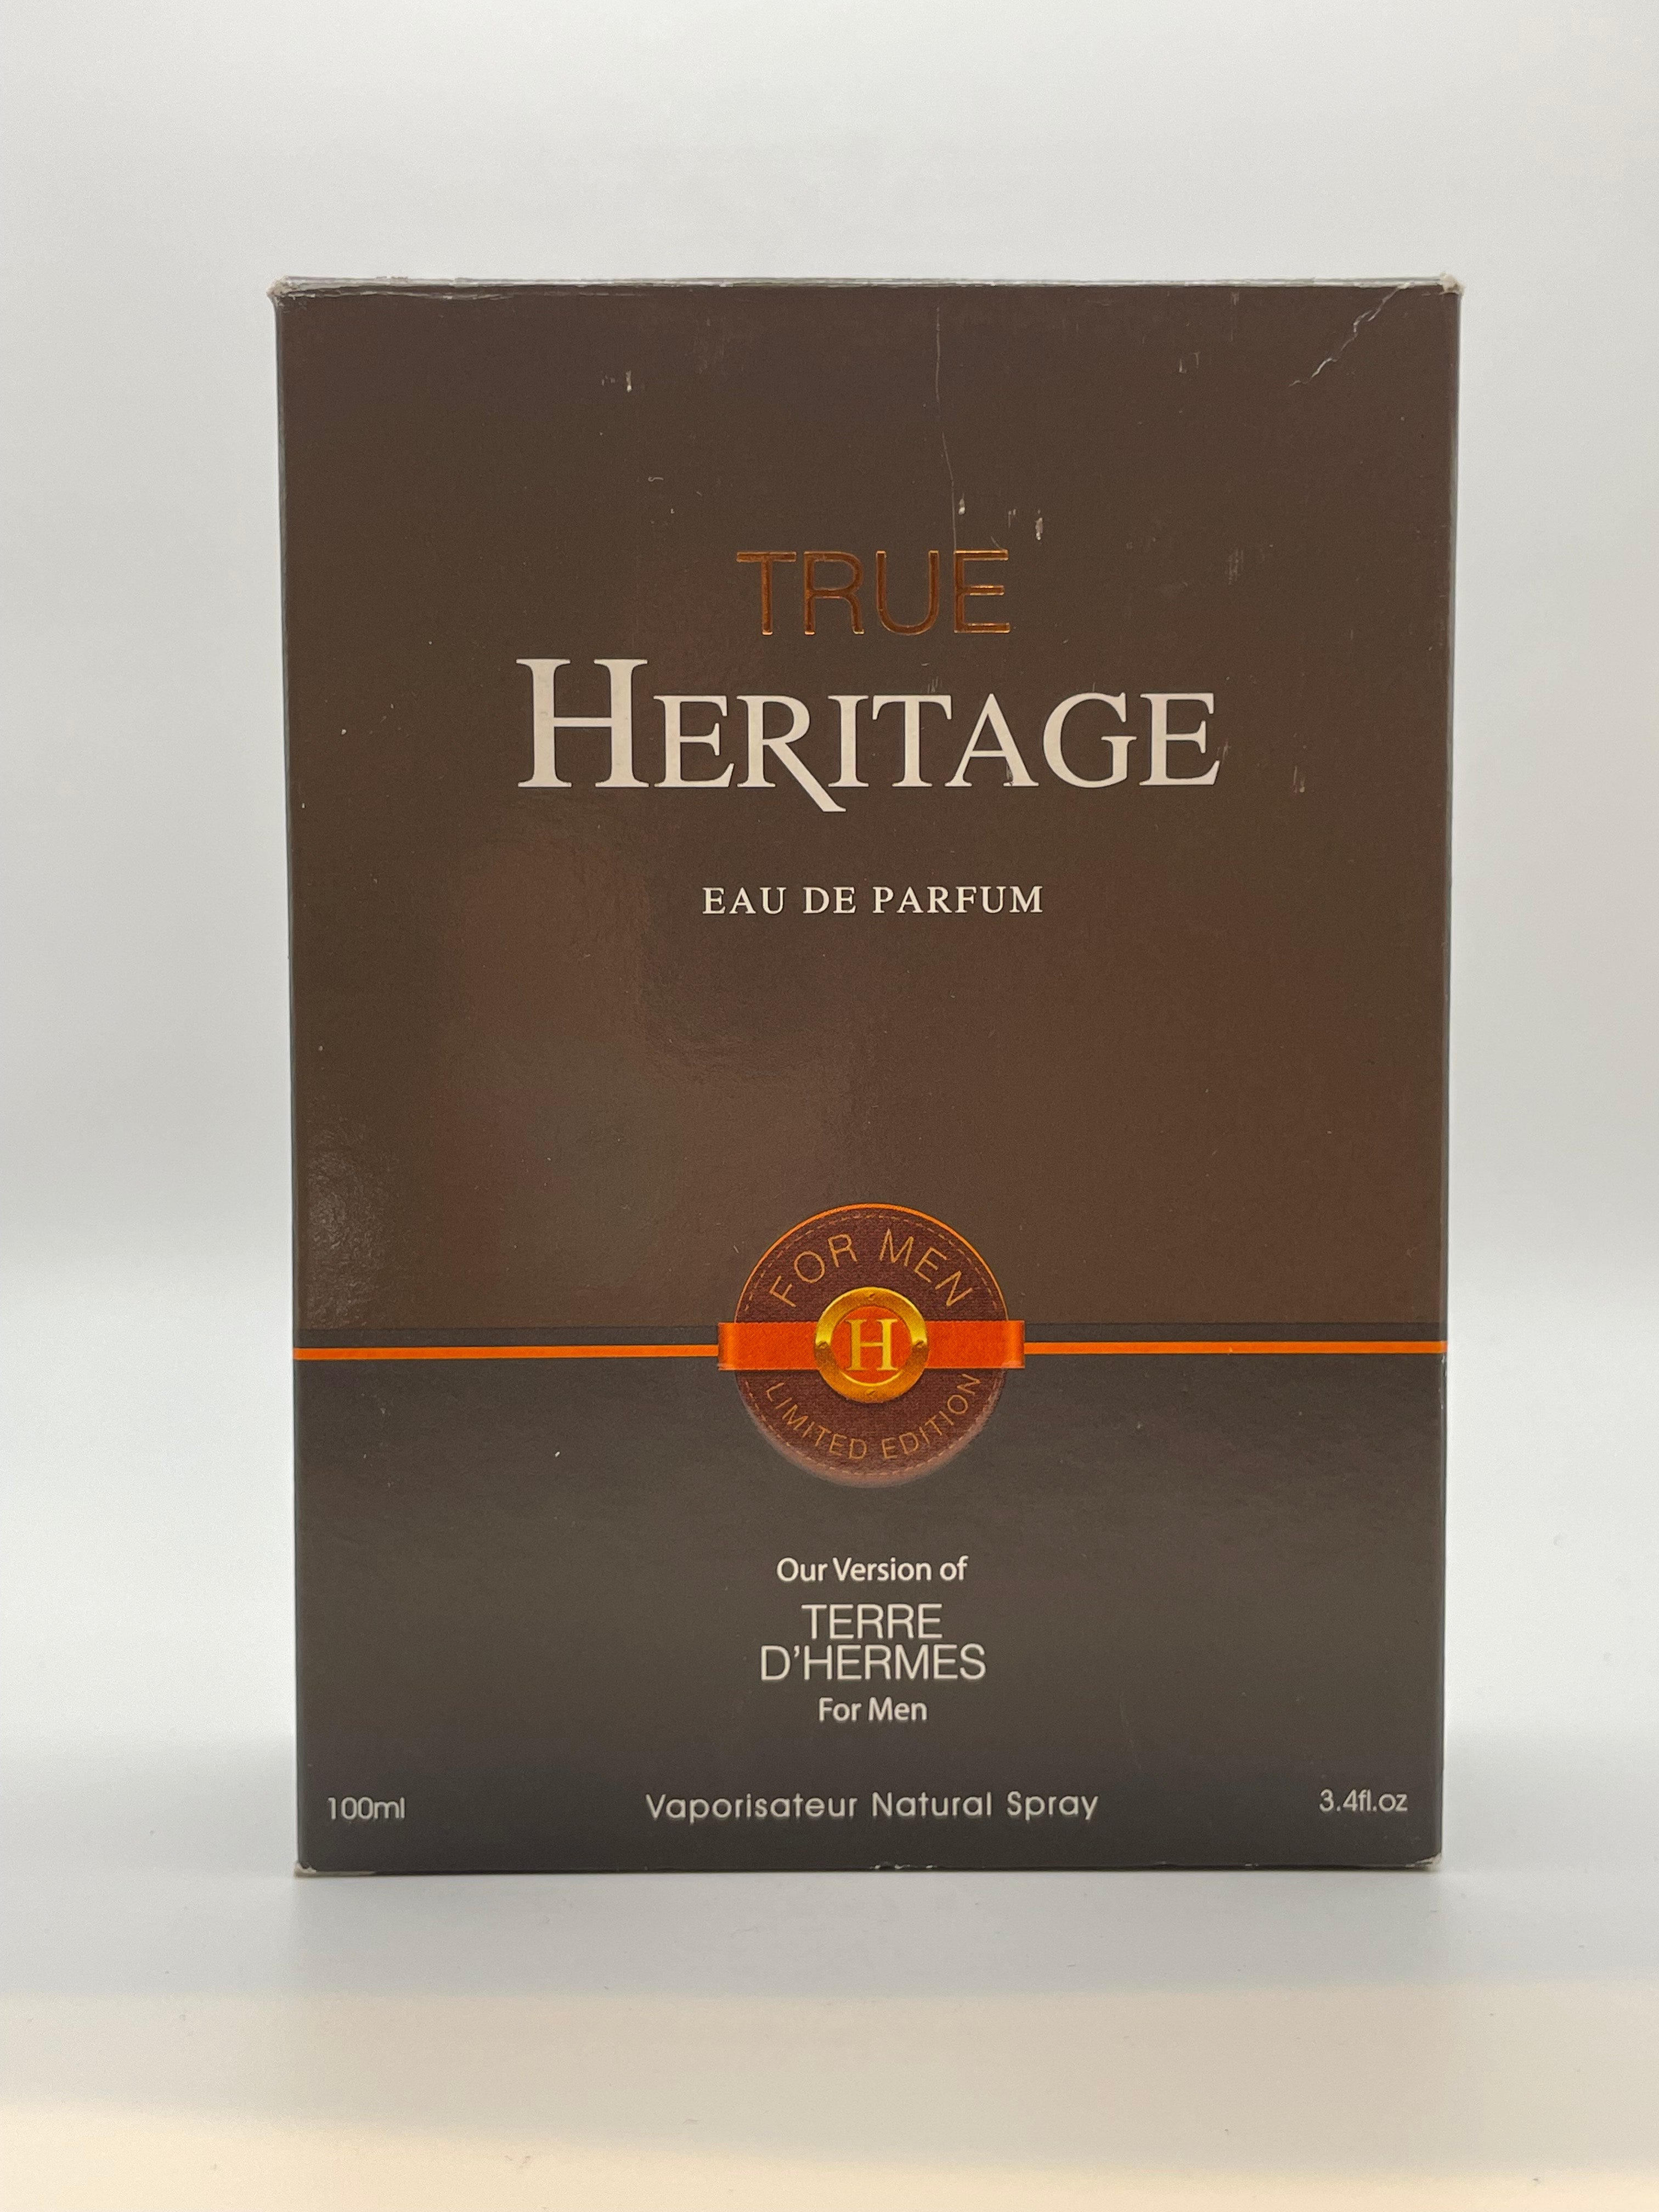 TRUE
HERITAGE
EAU DE PARFUM
FOR MEN
H
LIMITED EDITION
Our Version of
TERRE
D'HERMES
For Men
100ml Vaporisateur Natural Spray 3.4fl.oz